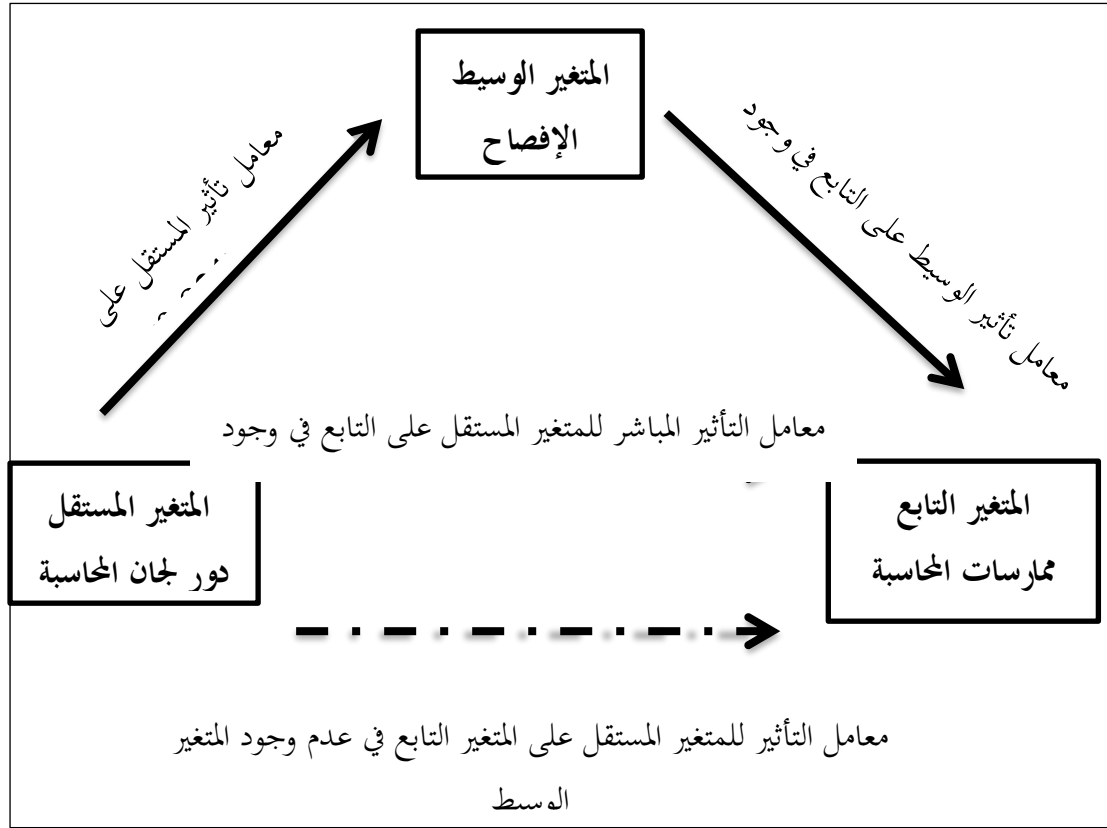 المتغير الوسيط
الإفصاح
معامل تأثير المستقل على
معامل تأثير الوسيط على التابع في وجود
معامل التأثير المباشر للمتغير المستقل على التابع في وجود
المتغير المستقل
دور لجان المحاسبة
المتغير التابع
ممارسات المحاسبة
معامل التأثير للمتغير المستقل على المتغير التابع في عدم وجود المتغير
الوسيط